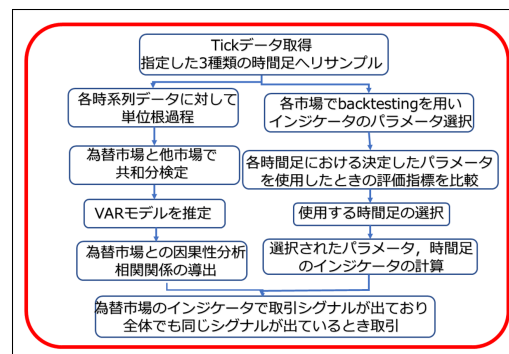 Tickデータ取得
指定した3種類の時間足へリサンプル
各時系列データに対して
単位根過程
為替市場と他市場で
共和分検定
VARモデルを推定
為替市場との因果性分析
相関関係の導出
各市場でbacktestingを用い
インジケータのパラメータ選択
各時間足における決定したパラメータ
を使用したときの評価指標を比較
使用する時間足の選択
選択されたパラメータ，時間足
のインジケータの計算
為替市場のインジケータで取引シグナルが出ており
全体でも同じシグナルが出ているとき取引